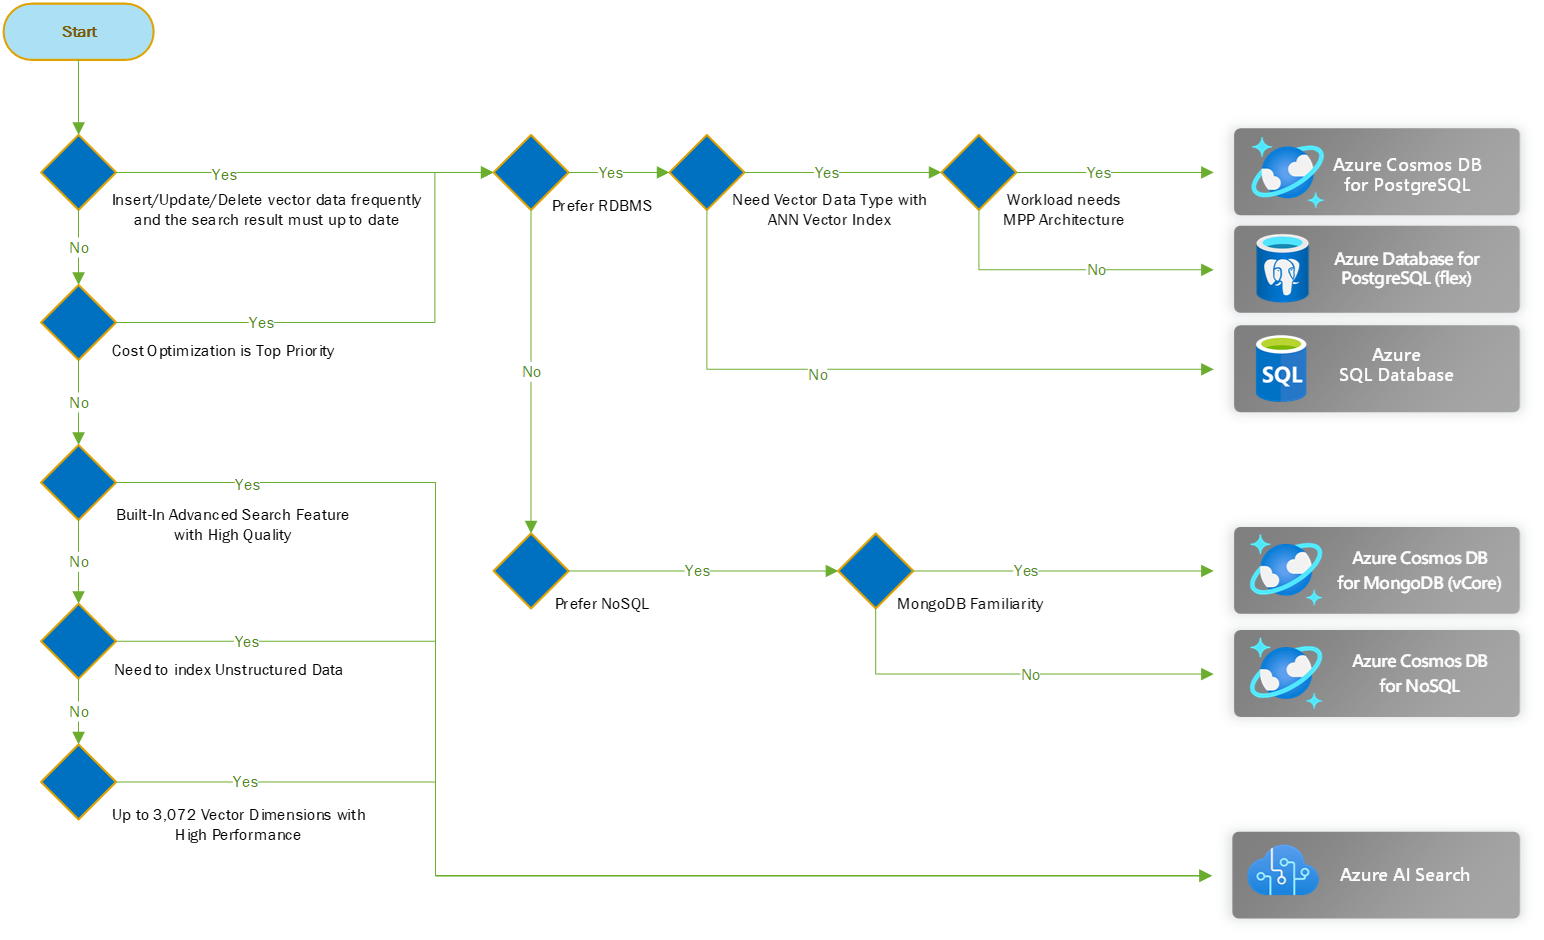 Start
Yes
Insert/Update/Delete vector data frequently
and the search result must up to date
No
Yes
Cost Optimization is Top Priority
No
Yes
Built-In Advanced Search Feature
with High Quality
No
Yes
Need to index Unstructured Data
No
Yes
Up to 3,072 Vector Dimensions with
High Performance
Yes
Prefer RDBMS
No
Yes
Need Vector Data Type with
ANN Vector Index
No
Yes
Workload needs
MPP Architecture
No
Yes
Prefer NoSQL
Yes
MongoDB Familiarity
No
Azure Cosmos DB
for PostgreSQL
Azure Database for
PostgreSQL (flex)
SQL
Azure
SQL Database
Azure Cosmos DB
for MongoDB (vCore)
Azure Cosmos DB
for NoSQL
Azure AI Search